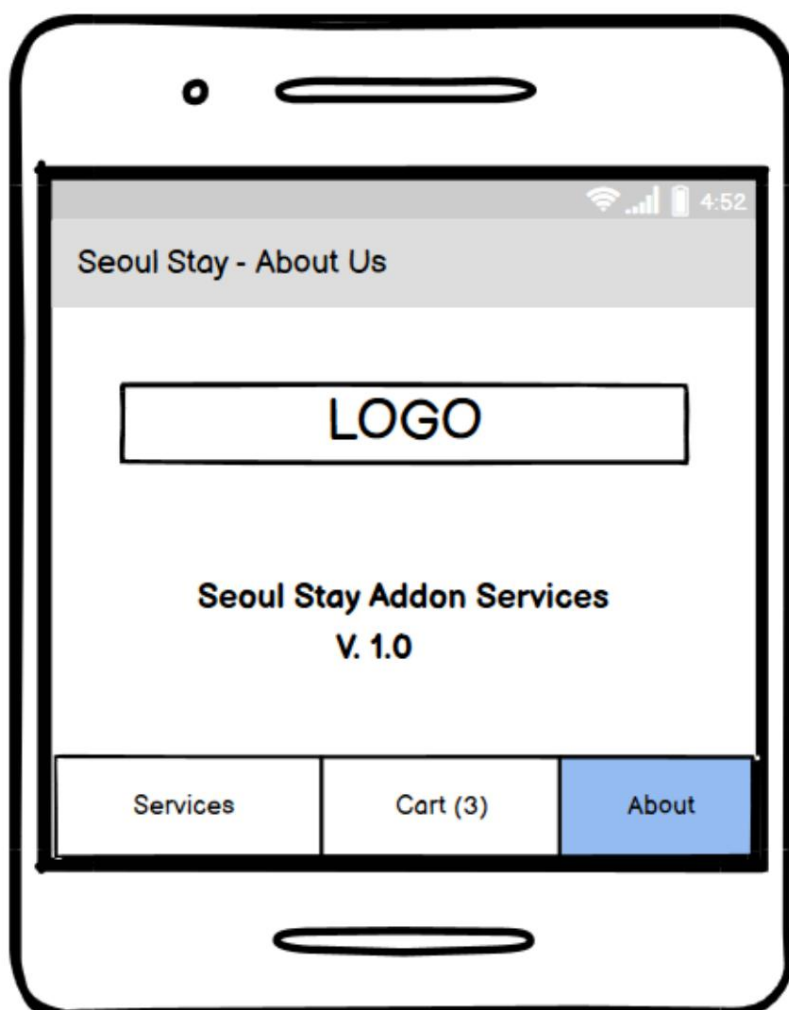 4:52
Seoul Stay - About Us
LOGO
Seoul Stay Addon Services
V. 1.0
Services Cart (3) About